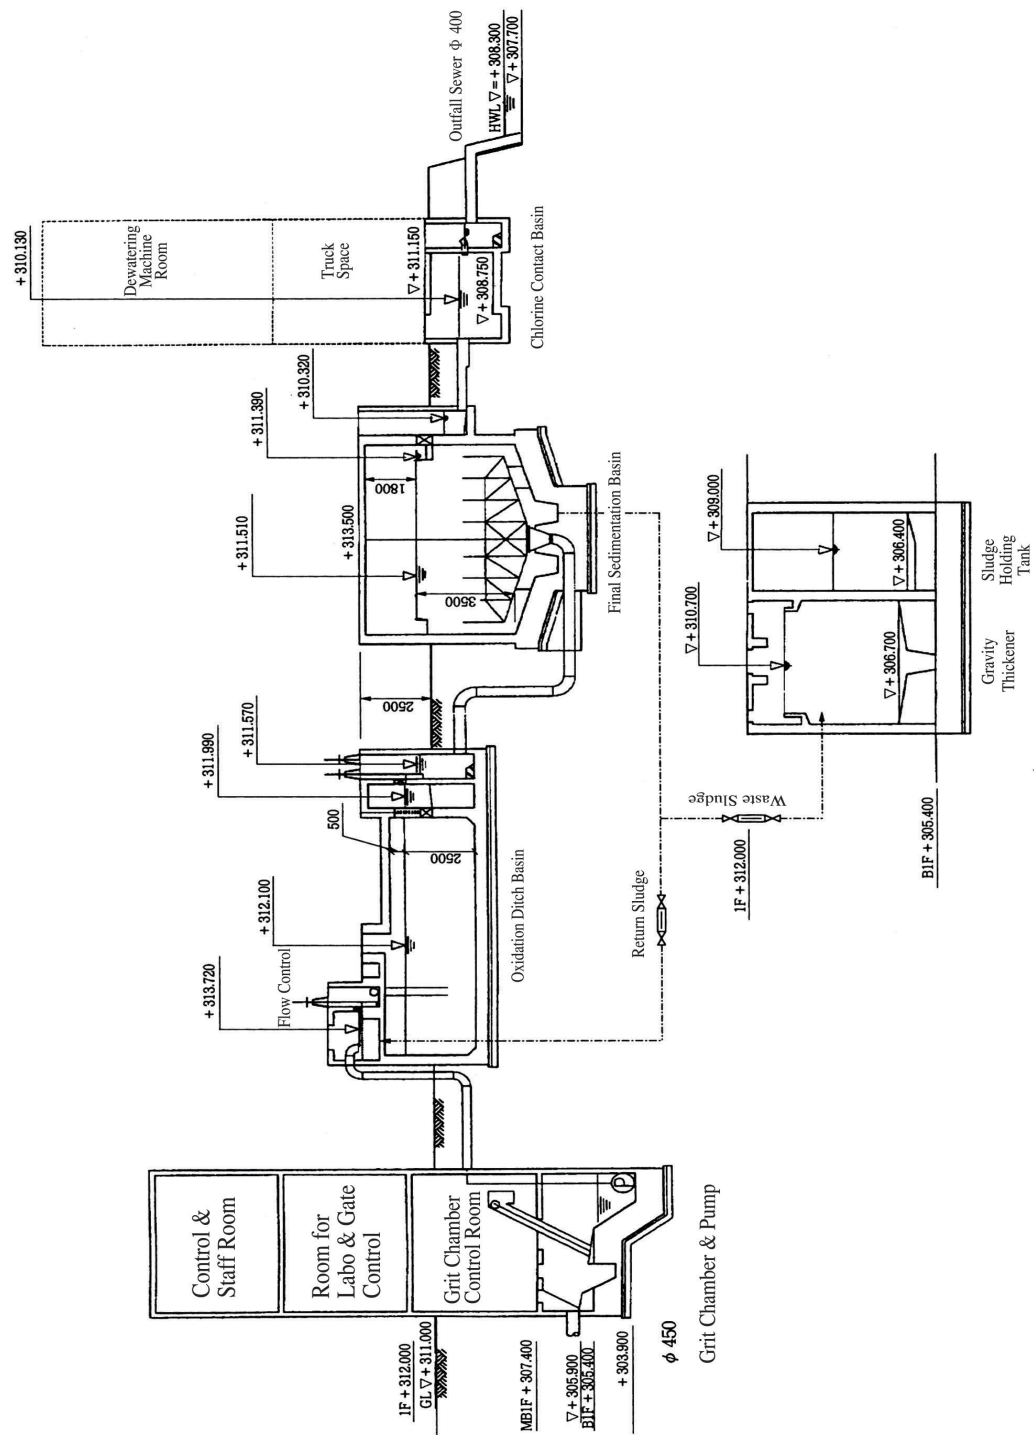 Control &
Staff Room
Room for
Labo & Gate
Control
Grit Chamber
Control Room
1F + 312.000
GL ▽ + 311.000
MB1F + 307.400
▽ + 305.900
B1F + 305.400
+ 303.900
ϕ 450
Grit Chamber & Pump
P
+ 313.720
Flow Control
+ 312.100
500
2500
+ 311.990
+ 311.570
Oxidation Ditch Basin
2500
+ 313.500
+ 311.510
3500
1800
+ 311.390
+ 310.320
Final Sedimentation Basin
+ 310.130
Dewatering
Machine
Room
Truck
Space
▽ + 311.150
▽ + 308.750
Chlorine Contact Basin
Outfall Sewer Φ 400
HWL ▽ = + 308.300
▽ + 307.700
Return Sludge
Waste Sludge
1F + 312.000
B1F + 305.400
▽ + 310.700
▽ + 306.700
▽ + 309.000
▽ + 306.400
Gravity
Thickener
Sludge
Holding
Tank